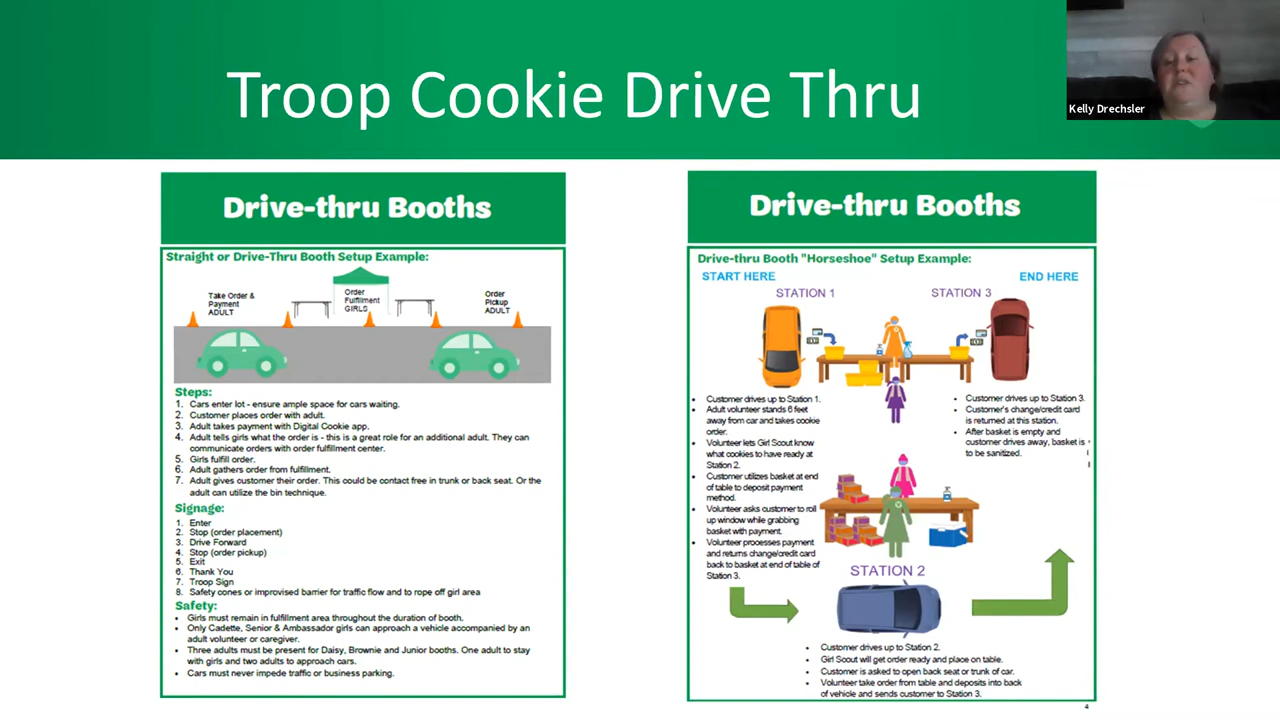 Troop Cookie Drive Thru
Kelly Drechsler
Drive-thru Booths
Straight or Drive-Thru Booth Setup Example:
Take Order &
Payment
ADULT
Order
Fulfilment
GIRLS
Order
Pickup
ADULT
Steps:
1. Cars enter lot - ensure ample space for cars waiting.
2. Customer places order with adult.
3. Adult takes payment with Digital Cookie app.
4. Adult tells girls what the order is - this is a great role for an additional adult. They can
communicate orders with order fulfillment center.
5. Girls fulfill order.
6. Adult gathers order from fulfillment.
7. Adult gives customer their order. This could be contact free in trunk or back seat. Or the
adult can utilize the bin technique.
Signage:
1. Enter
2. Stop (order placement)
3. Drive Forward
4. Stop (order pickup)
5. Exit
6. Thank You
7. Troop Sign
8. Safety cones or improvised barrier for traffic flow and to rope off girl area
Safety:
• Girls must remain in fulfillment area throughout the duration of booth.
• Only Cadette, Senior & Ambassador girls can approach a vehicle accompanied by an
adult volunteer or caregiver.
• Three adults must be present for Daisy, Brownie and Junior booths. One adult to stay
with girls and two adults to approach cars.
• Cars must never impede traffic or business parking.
Drive-thru Booths
Drive-thru Booth "Horseshoe" Setup Example:
START HERE
END HERE
STATION 1
STATION 3
• Customer drives up to Station 1.
• Adult volunteer stands 6 feet
away from car and takes cookie
order.
• Volunteer lets Girl Scout know
what cookies to have ready at
Station 2.
• Customer utilizes basket at end
of table to deposit payment
method.
• Volunteer asks customer to roll
up window while grabbing
basket with payment.
• Volunteer processes payment
and returns change/credit card
back to basket at end of table of
Station 3.
• Customer drives up to Station 3.
• Customer's change/credit card
is returned at this station.
• After basket is empty and
customer drives away, basket is
to be sanitized.
STATION 2
• Customer drives up to Station 2.
• Girl Scout will get order ready and place on table.
• Customer is asked to open back seat or trunk of car.
• Volunteer take order from table and deposits into back
of vehicle and sends customer to Station 3.
4